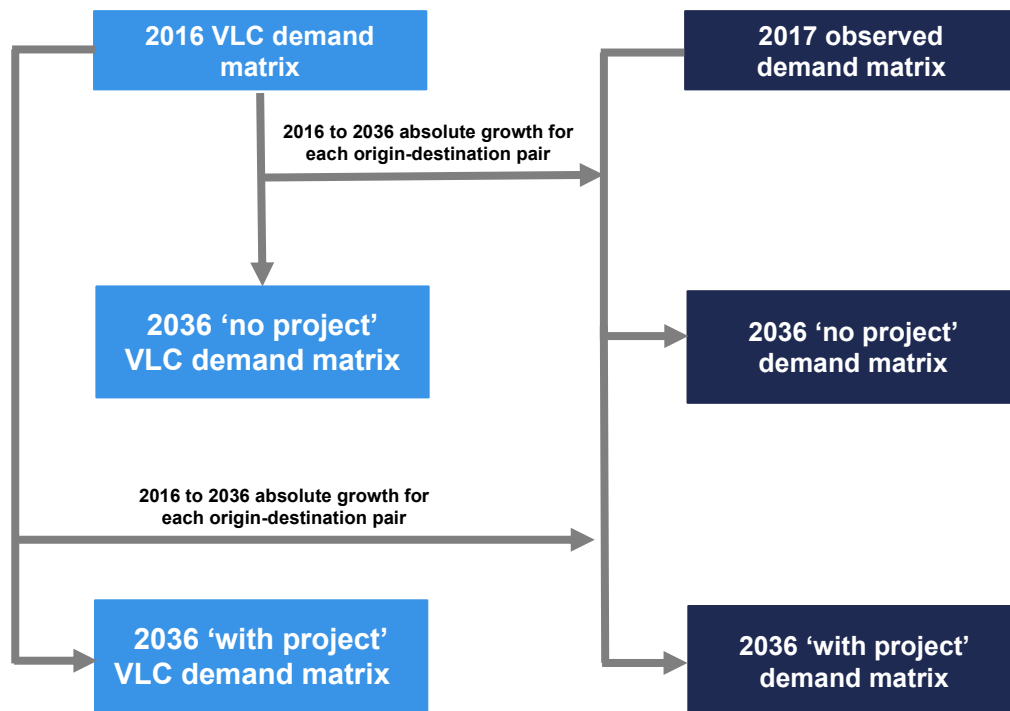 2016 VLC demand
matrix
2017 observed
demand matrix
2016 to 2036 absolute growth for
each origin-destination pair
2036 ‘no project’
VLC demand matrix
2036 ‘no project’
demand matrix
2016 to 2036 absolute growth for
each origin-destination pair
2036 ‘with project’
VLC demand matrix
2036 ‘with project’
demand matrix